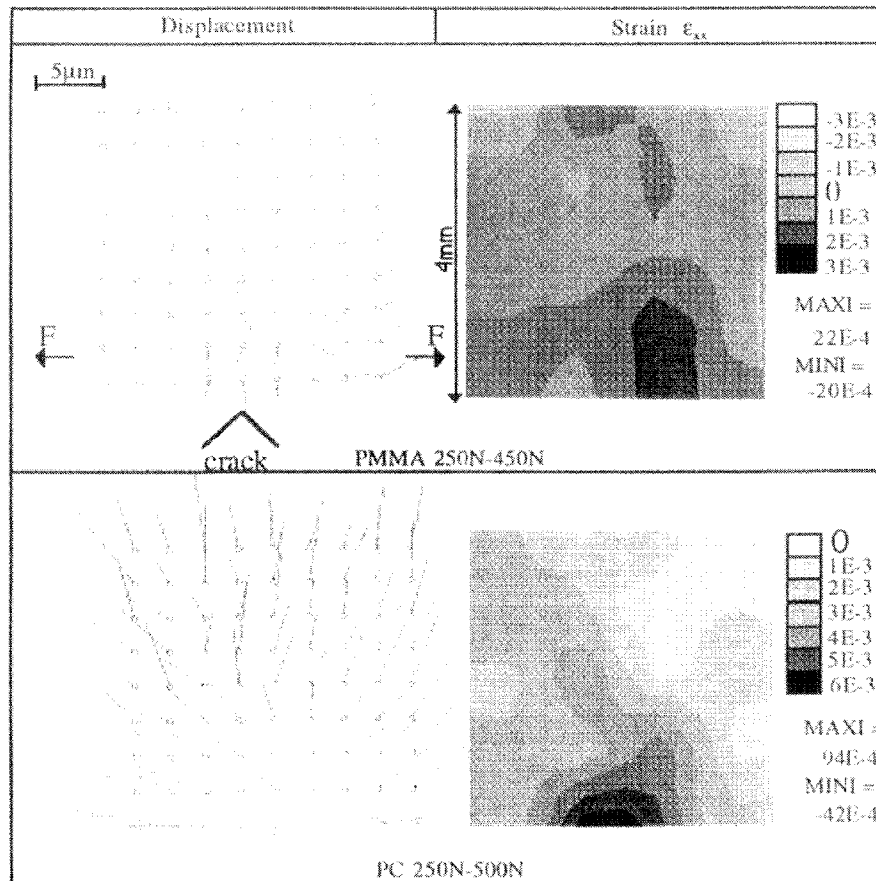 Displacement
Strain εxx
5μm
4mm
F
F
crack
PMMA 250N-450N
-3E-3
-2E-3
-1E-3
0
1E-3
2E-3
3E-3
MAXI =
22E-4
MINI =
-20E-4
0
1E-3
2E-3
3E-3
4E-3
5E-3
6E-3
MAXI =
94E-4
MINI =
-42E-4
PC 250N-500N